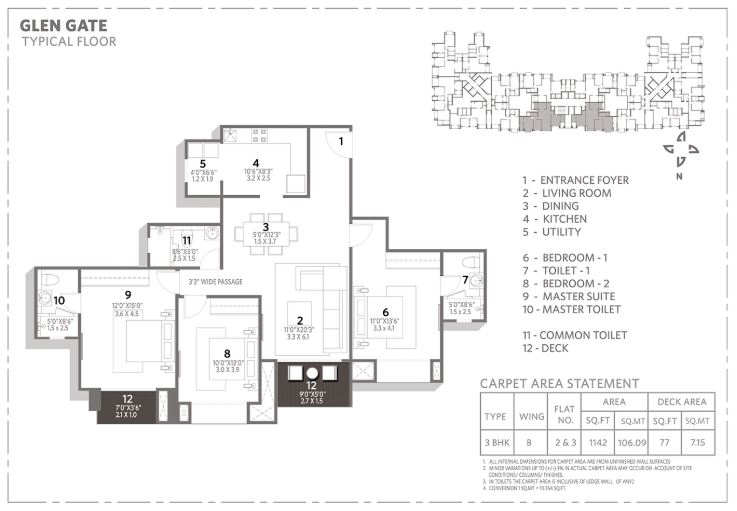 GLEN GATE
TYPICAL FLOOR
N
1
5
4'0"X6'6"
1.2 X 1.9
4
10'6"X8'3"
3.2 X 2.5
3
5'0"X12'3"
1.5 X 3.7
11
8'6"X5'0"
2.5 X 1.5
3'3" WIDE PASSAGE
10
5'0"X8'6"
1.5 x 2.5
9
12'0"X15'0"
3.6 X 4.5
8
10'0"X13'0"
3.0 X 3.9
2
11'0"X20'3"
3.3 X 6.1
6
11'0"X13'6"
3.3 x 4.1
7
5'0"X8'6"
1.5 x 2.5
12
7'0"X3'6"
2.1 X 1.0
12
9'0"X5'0"
2.7 X 1.5
1 - ENTRANCE FOYER
2 - LIVING ROOM
3 - DINING
4 - KITCHEN
5 - UTILITY
6 - BEDROOM - 1
7 - TOILET - 1
8 - BEDROOM - 2
9 - MASTER SUITE
10 - MASTER TOILET
11 - COMMON TOILET
12 - DECK
CARPET AREA STATEMENT
TYPE WING FLAT NO. AREA DECK AREA
SQ.FT SQ.MT SQ.FT SQ.MT
3 BHK B 2 & 3 1142 106.09 77 7.15
1. ALL INTERNAL DIMENSIONS FOR CARPET AREA ARE FROM UNFINISHED WALL SURFACES
2. MINOR VARIATIONS UP TO (+/-) 3% IN ACTUAL CARPET AREA MAY OCCUR ON ACCOUNT OF SITE
CONDITIONS/ COLUMNS/ FINISHES.
3. IN TOILETS THE CARPET AREA IS INCLUSIVE OF LEDGE WALL (IF ANY)
4. CONVERSION 1 SQ.MT = 10.764 SQ.FT.